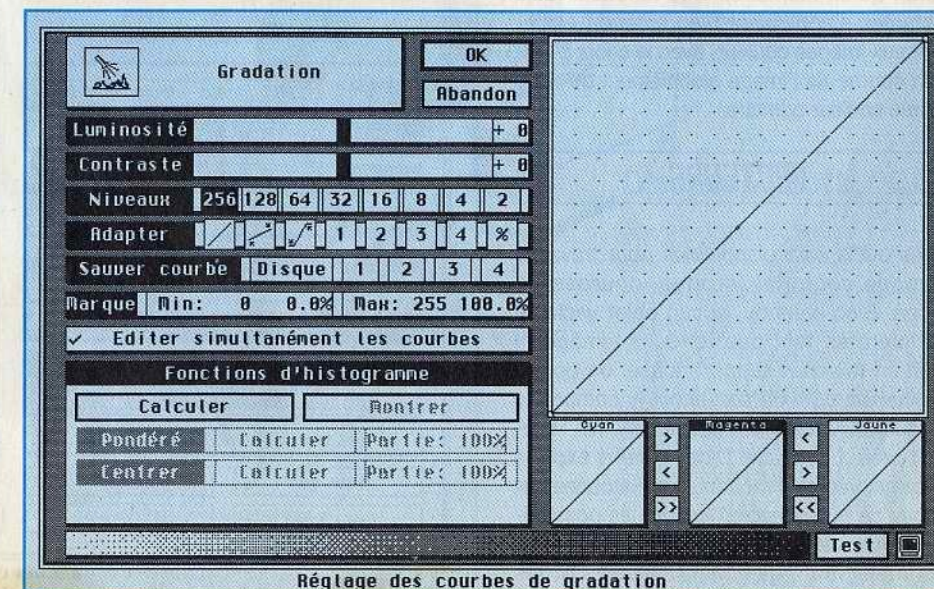 Gradation
OK
Abandon
Luminosité + 0
Contraste + 0
Niveaux 256 128 64 32 16 8 4 2
Adapter 1 2 3 4 %
Sauver courbe Disque 1 2 3 4
Marque Min: 0 0.0% Max: 255 100.0%
✓ Editer simultanément les courbes
Fonctions d'histogramme
Calculer Montrer
Pondéré Calculer Partie: 100%
Centrer Calculer Partie: 100%
Cyan > Magenta < Jaune
< >
>> <<
Test
Réglage des courbes de gradation